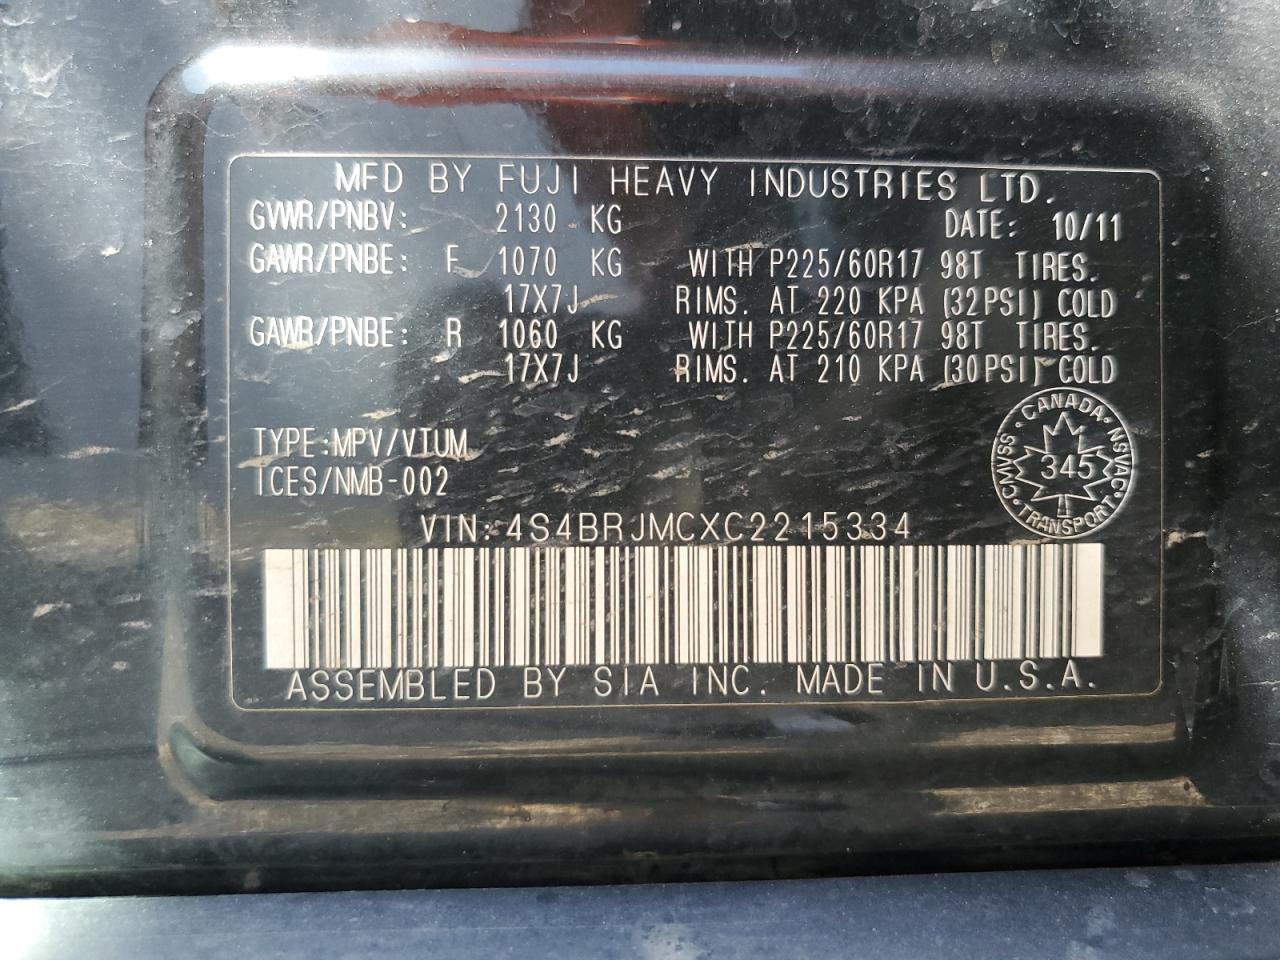 MFD BY FUJI HEAVY INDUSTRIES LTD.
GVWR/PNBV: 2130 KG DATE: 10/11
GAWR/PNBE: F 1070 KG WITH P225/60R17 98T TIRES.
17X7J RIMS. AT 220 KPA (32PSI) COLD
GAWR/PNBE: R 1060 KG WITH P225/60R17 98T TIRES.
17X7J RIMS. AT 210 KPA (30PSI) COLD
TYPE:MPV/VTUM
ICES/NMB-002
CANADA
CMVSS
345
NSVAC
TRANSPORT
VIN: 4S4BRJMCXC2215334
ASSEMBLED BY SIA INC. MADE IN U.S.A.